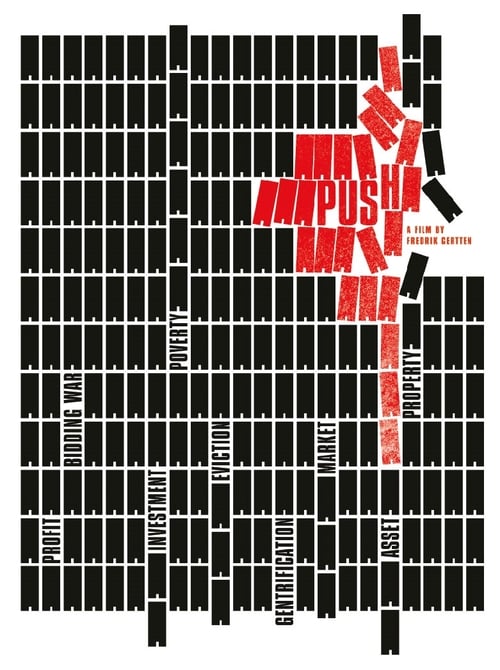 PUSH
A FILM BY
FREDRIK GERTTEN
POVERTY
PROPERTY
BIDDING WAR
EVICTION
MARKET
INVESTMENT
PROFIT
GENTRIFICATION
ASSET